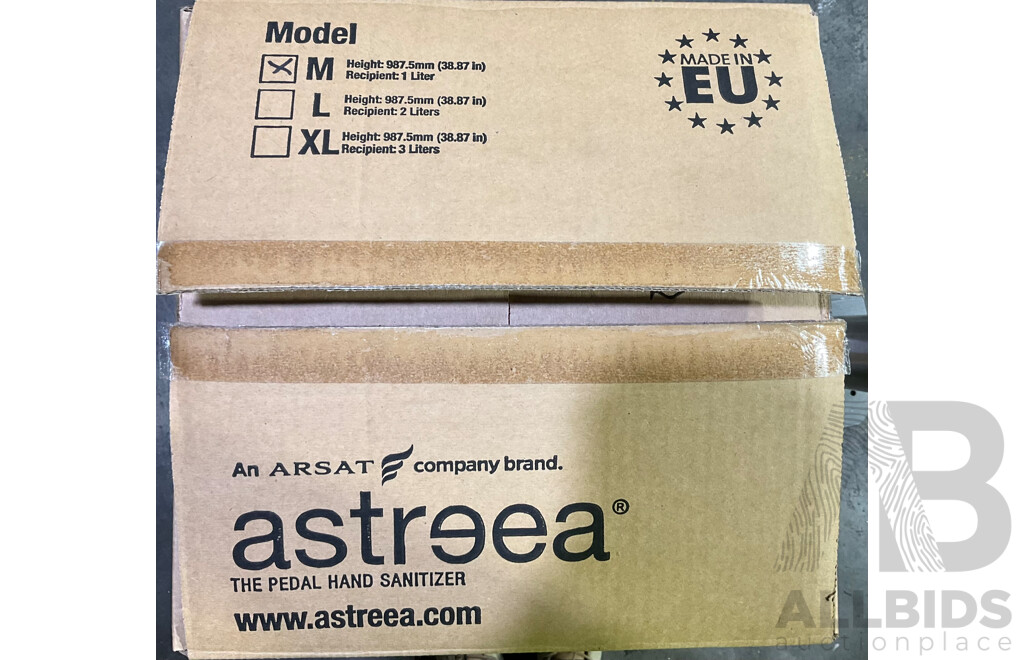 Model
M Height: 987.5mm (38.87 in)
Recipient: 1 Liter
L Height: 987.5mm (38.87 in)
Recipient: 2 Liters
XL Height: 987.5mm (38.87 in)
Recipient: 3 Liters
MADE IN
EU
An ARSAT company brand.
astreea®
THE PEDAL HAND SANITIZER
www.astreea.com
AB
ALLBIDS
auctionplace